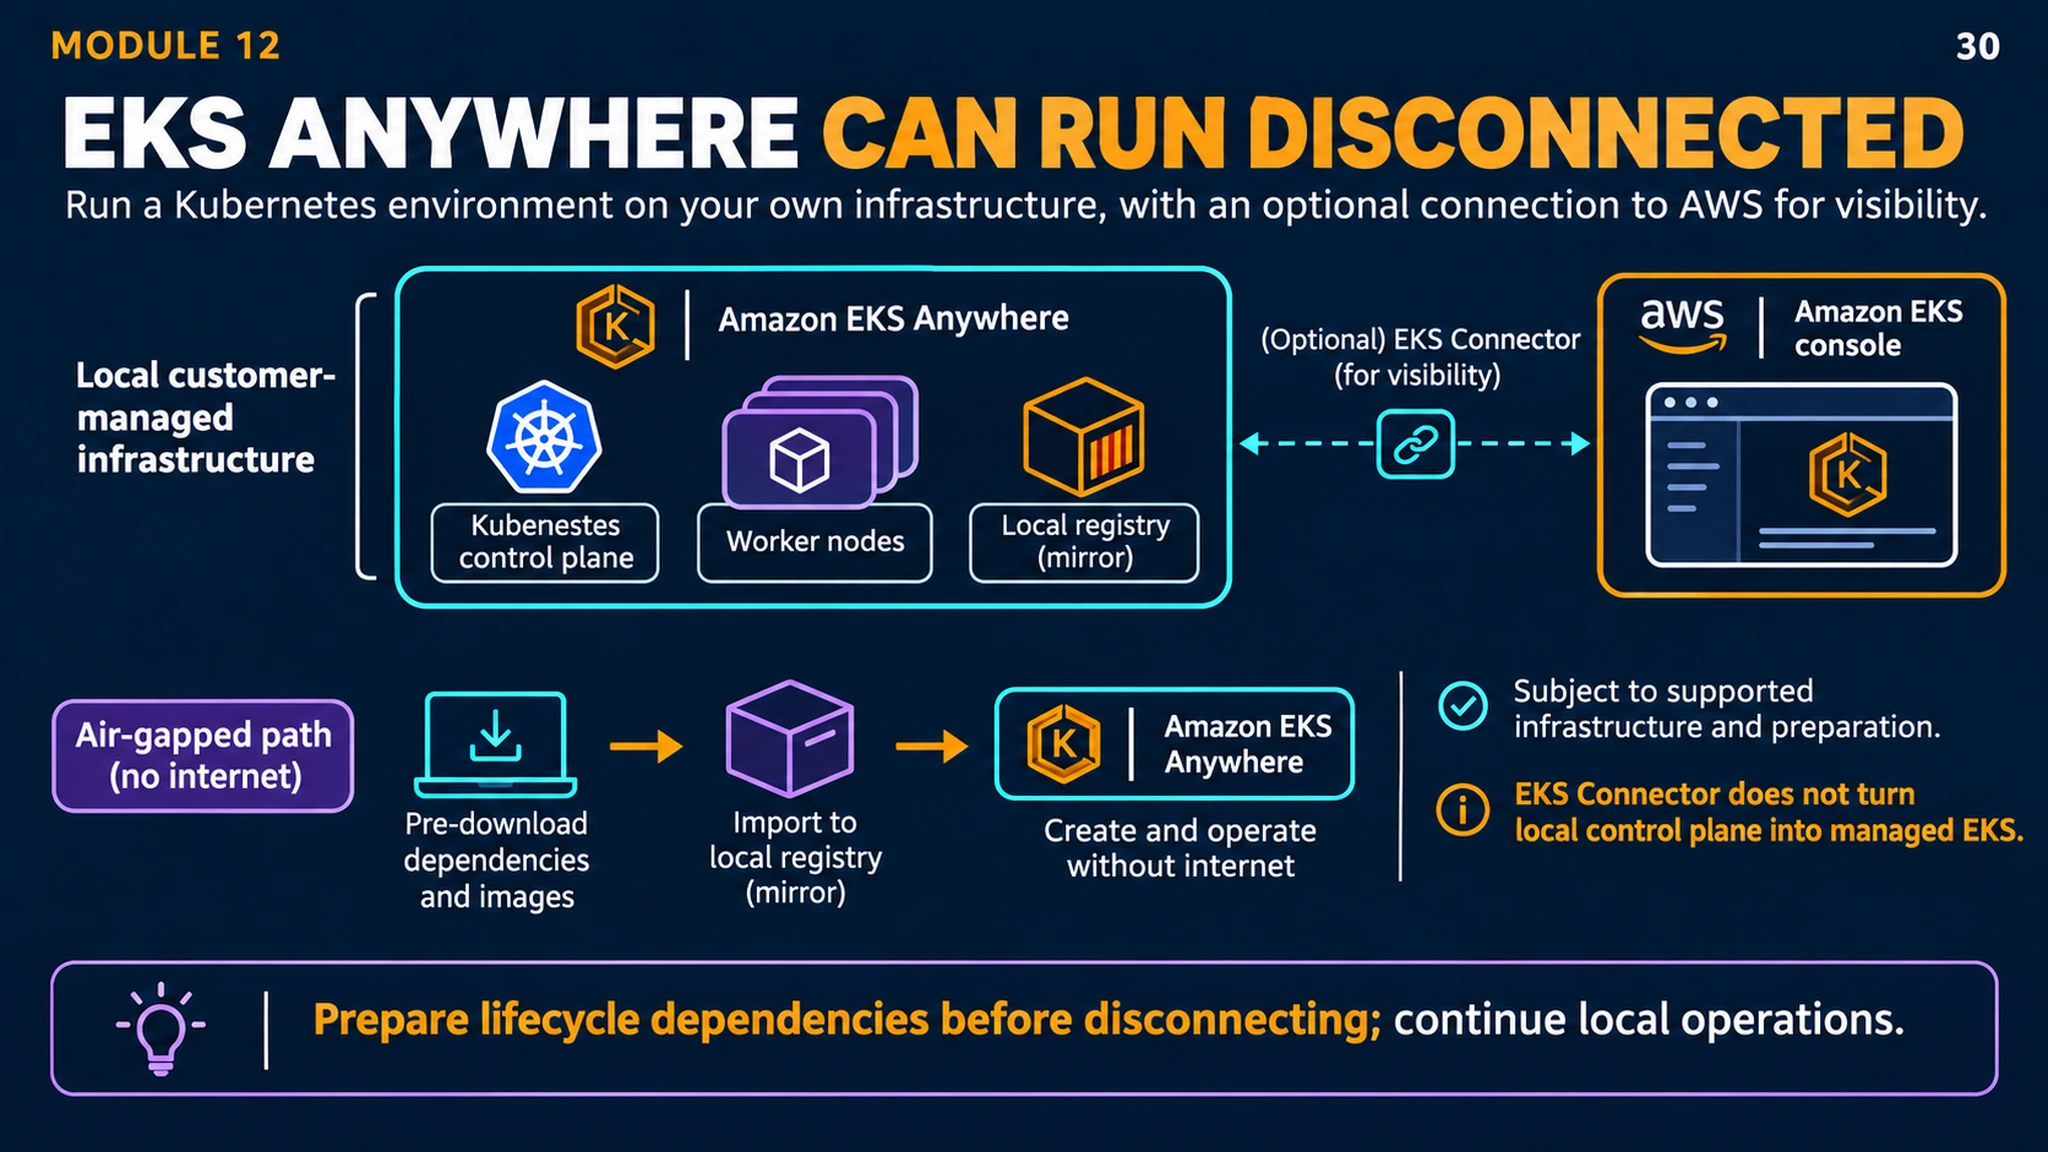 MODULE 12
30
EKS ANYWHERE CAN RUN DISCONNECTED
Run a Kubernetes environment on your own infrastructure, with an optional connection to AWS for visibility.
Local customer-
managed
infrastructure
K
Amazon EKS Anywhere
Kubenestes
control plane
Worker nodes
Local registry
(mirror)
(Optional) EKS Connector
(for visibility)
aws
Amazon EKS
console
K
Air-gapped path
(no internet)
Pre-download
dependencies
and images
Import to
local registry
(mirror)
K
Amazon EKS
Anywhere
Create and operate
without internet
Subject to supported
infrastructure and preparation.
EKS Connector does not turn
local control plane into managed EKS.
Prepare lifecycle dependencies before disconnecting; continue local operations.